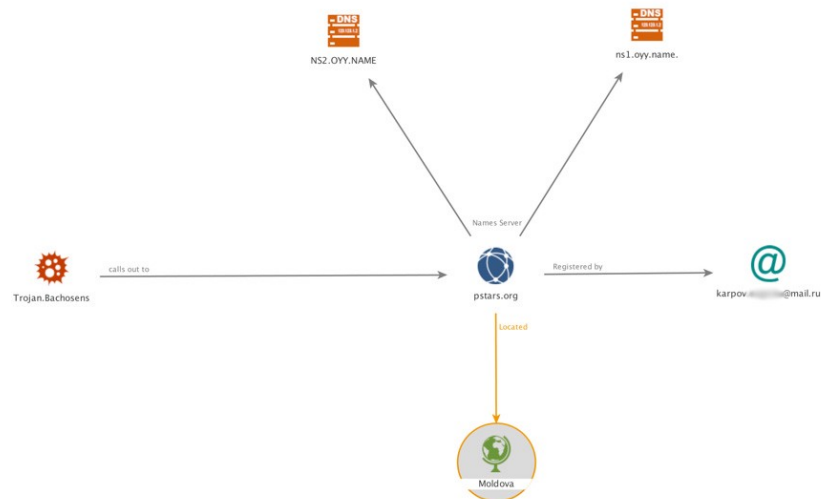 DNS
DNS
NS2.OYY.NAME
ns1.oyy.name.
Names Server
calls out to
Registered by
Trojan.Bachosens
pstars.org
karpov @mail.ru
Located
Moldova